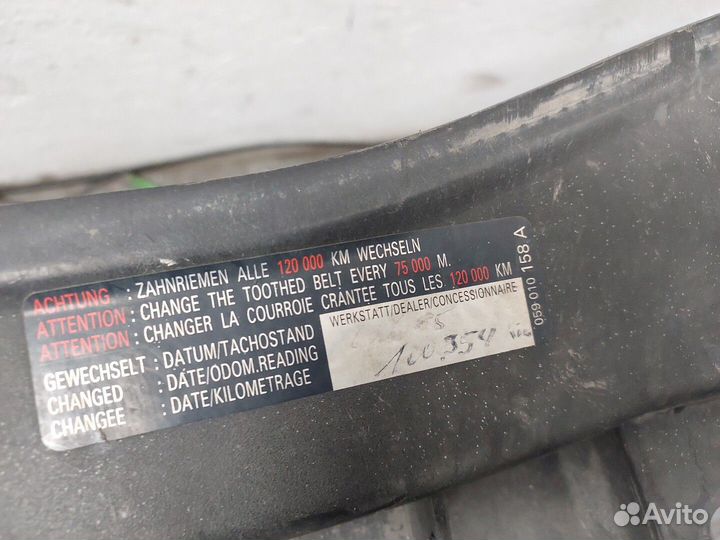 ACHTUNG : ZAHNRIEMEN ALLE 120 000 KM WECHSELN
ATTENTION : CHANGE THE TOOTHED BELT EVERY 75 000 M.
ATTENTION : CHANGER LA COURROIE CRANTEE TOUS LES 120 000 KM
GEWECHSELT : DATUM/TACHOSTAND
CHANGED : DATE/ODOM.READING
CHANGEE : DATE/KILOMETRAGE
WERKSTATT/DEALER/CONCESSIONNAIRE
100.354
059 010 158 A
Avito